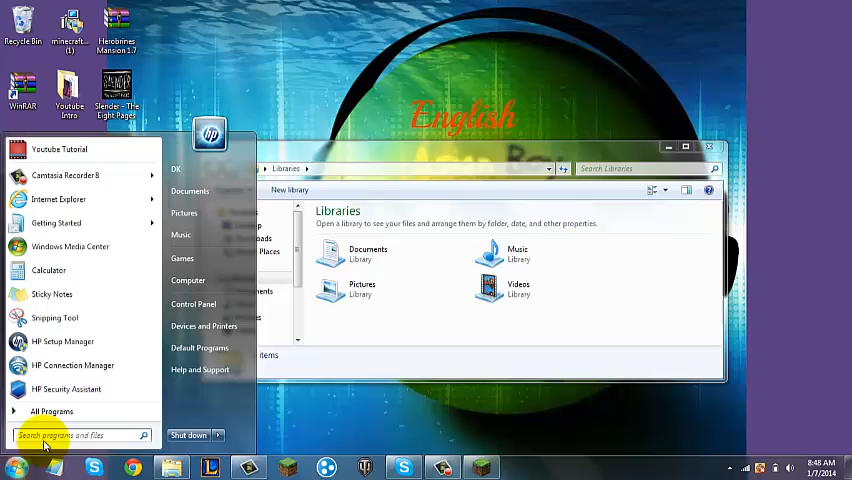 Recycle Bin
minecraft...
(1)
Herobrines
Mansion 1.7
WinRAR
Youtube
Intro
SLENDER
Slender - The
Eight Pages
English
hp
Youtube Tutorial
Camtasia Recorder 8
Internet Explorer
Getting Started
Windows Media Center
Calculator
Sticky Notes
Snipping Tool
HP Setup Manager
HP Connection Manager
HP Security Assistant
All Programs
Search programs and files
DK
Documents
Pictures
Music
Games
Computer
Control Panel
Devices and Printers
Default Programs
Help and Support
Shut down
Libraries
Search Libraries
New library
Libraries
Open a library to see your files and arrange them by folder, date, and other properties.
Documents
Library
Music
Library
Pictures
Library
Videos
Library
items
8:48 AM
1/7/2014